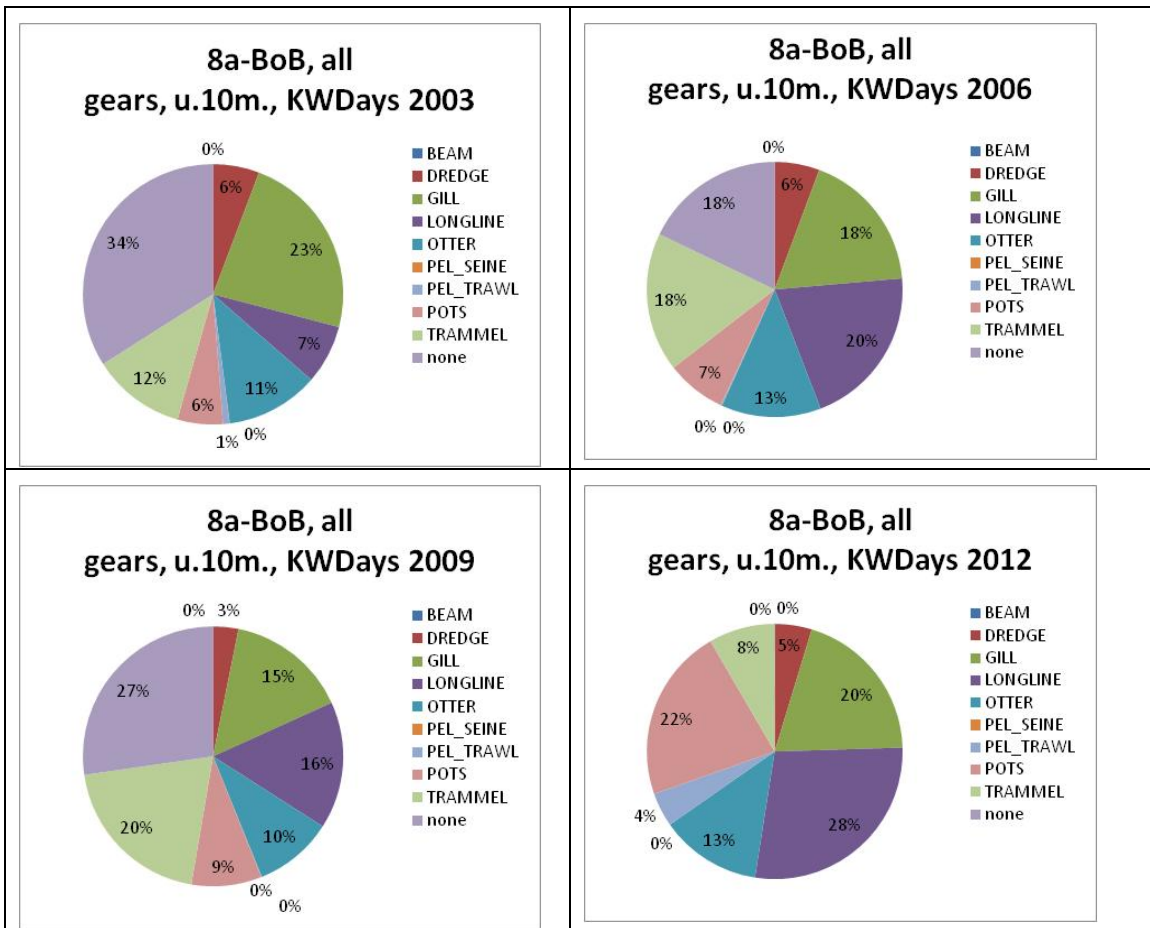 8a-BoB, all
gears, u.10m., KWDays 2003
0%
6%
23%
7%
11%
0%
1%
6%
12%
34%
BEAM
DREDGE
GILL
LONGLINE
OTTER
PEL_SEINE
PEL_TRAWL
POTS
TRAMMEL
none
8a-BoB, all
gears, u.10m., KWDays 2006
0%
6%
18%
20%
13%
0%
0%
7%
18%
18%
BEAM
DREDGE
GILL
LONGLINE
OTTER
PEL_SEINE
PEL_TRAWL
POTS
TRAMMEL
none
8a-BoB, all
gears, u.10m., KWDays 2009
0%
3%
15%
16%
10%
0%
0%
9%
20%
27%
BEAM
DREDGE
GILL
LONGLINE
OTTER
PEL_SEINE
PEL_TRAWL
POTS
TRAMMEL
none
8a-BoB, all
gears, u.10m., KWDays 2012
0%
0%
5%
20%
28%
13%
0%
4%
22%
8%
BEAM
DREDGE
GILL
LONGLINE
OTTER
PEL_SEINE
PEL_TRAWL
POTS
TRAMMEL
none